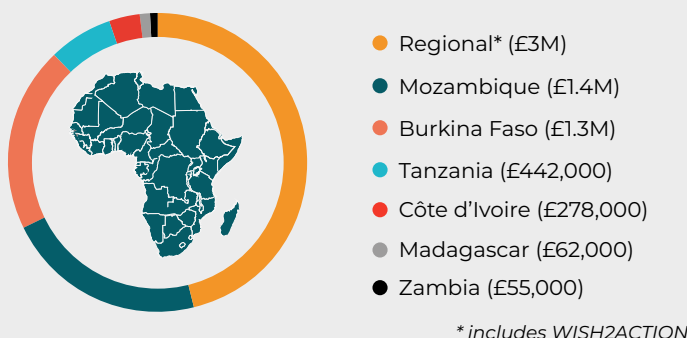 Regional* (£3M)
Mozambique (£1.4M)
Burkina Faso (£1.3M)
Tanzania (£442,000)
Côte d’Ivoire (£278,000)
Madagascar (£62,000)
Zambia (£55,000)
* includes WISH2ACTION